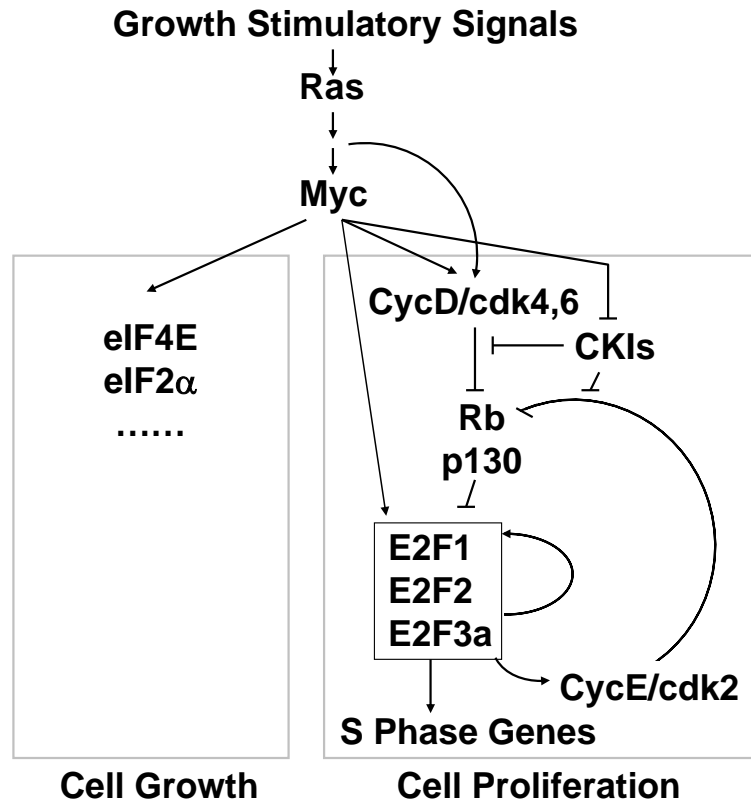 Growth Stimulatory Signals
Ras
Myc
CycD/cdk4,6
eIF4E
CKIs
eIF2α
......
Rb
p130
E2F1
E2F2
E2F3a
CycE/cdk2
S Phase Genes
Cell Growth
Cell Proliferation